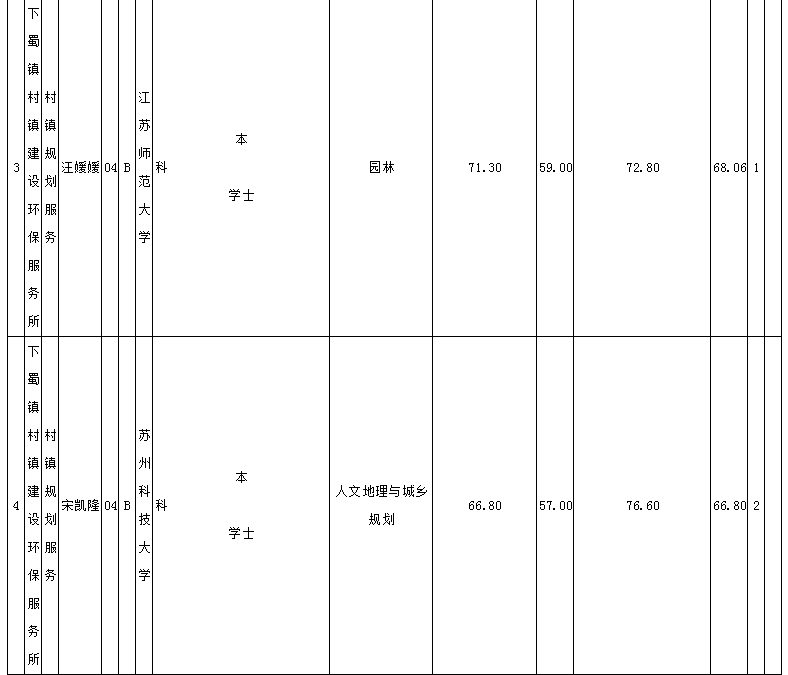 3
下蜀镇村镇建设环保服务所
村镇规划服务
汪媛媛
04
B
江苏师范大学
本
科
学士
园林
71.30
59.00
72.80
68.06
1
4
下蜀镇村镇建设环保服务所
村镇规划服务
宋凯隆
04
B
苏州科技大学
本
科
学士
人文地理与城乡
规划
66.80
57.00
76.60
66.80
2